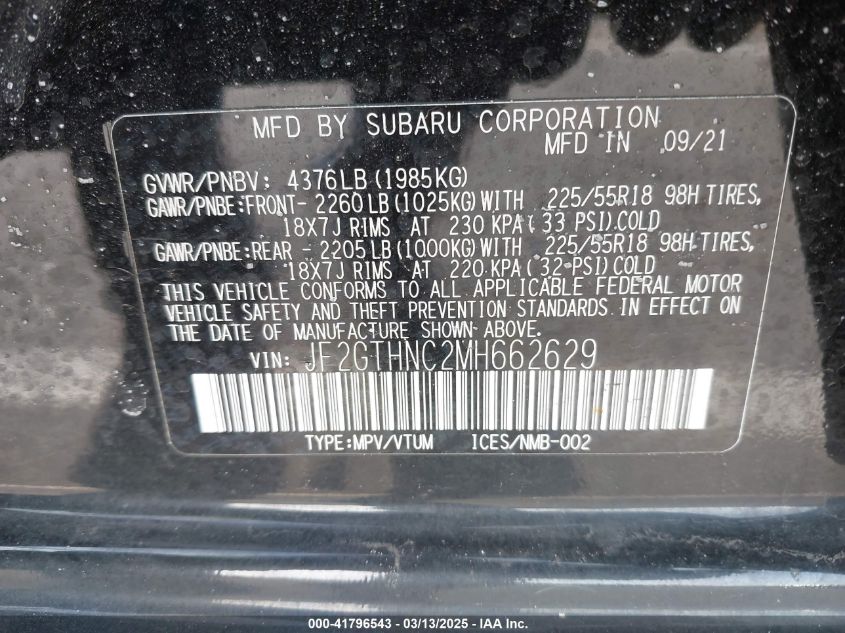 MFD BY SUBARU CORPORATION
MFD IN 09/21
GVWR/PNBV: 4376LB (1985KG)
GAWR/PNBE:FRONT- 2260LB (1025KG) WITH 225/55R18 98H TIRES,
18X7J RIMS AT 230 KPA (33 PSI) COLD
GAWR/PNBE:REAR - 2205LB (1000KG) WITH 225/55R18 98H TIRES,
18X7J RIMS AT 220 KPA (32 PSI) COLD
THIS VEHICLE CONFORMS TO ALL APPLICABLE FEDERAL MOTOR
VEHICLE SAFETY AND THEFT PREVENTION STANDARDS IN EFFECT ON
THE DATE OF MANUFACTURE SHOWN ABOVE.
VIN: JF2GTHNC2MH662629
TYPE:MPV/VTUM ICES/NMB-002
000-41796543 / 03/13/2025 - IAA Inc.